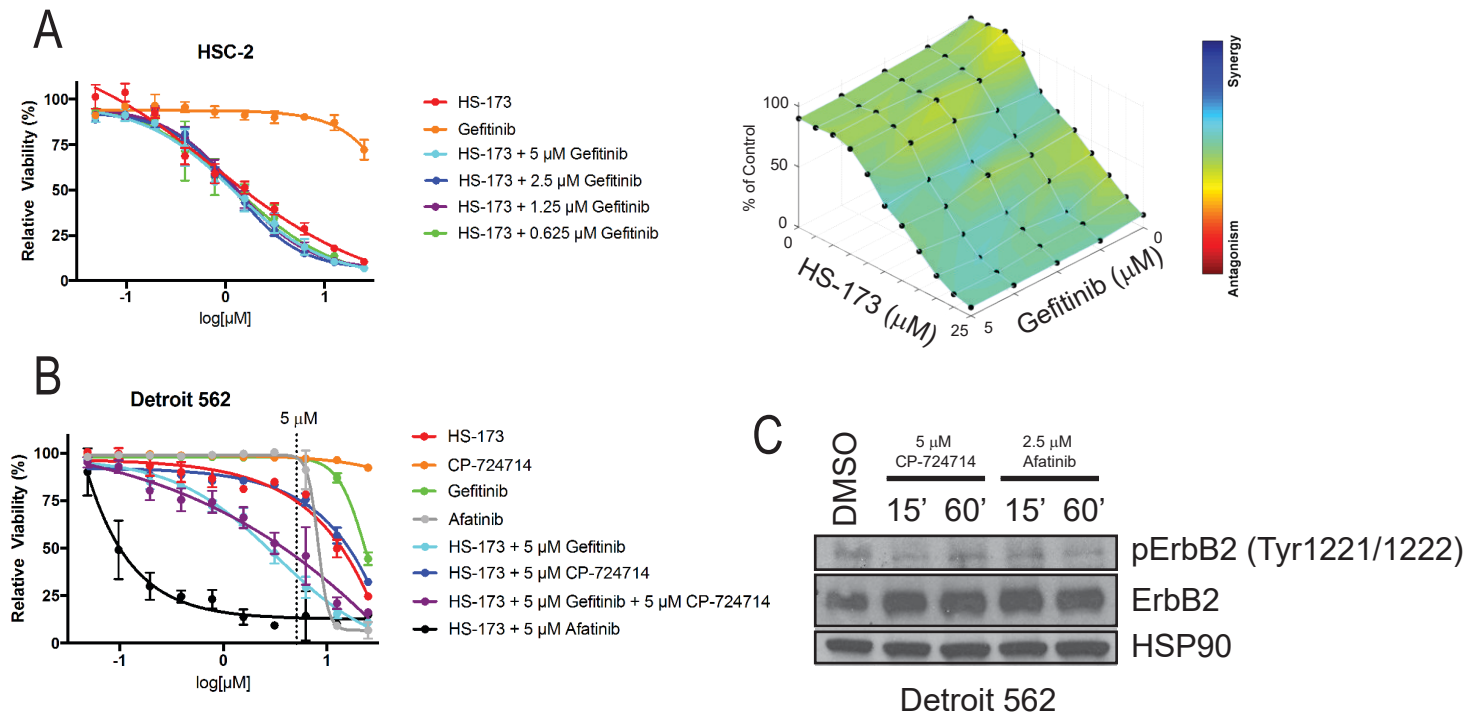 A
HSC-2
Relative Viability (%)
100
75
50
25
0
-1
0
1
log[µM]
HS-173
Gefitinib
HS-173 + 5 µM Gefitinib
HS-173 + 2.5 µM Gefitinib
HS-173 + 1.25 µM Gefitinib
HS-173 + 0.625 µM Gefitinib
% of Control
100
50
0
0
HS-173 (µM)
25
5
Gefitinib (µM)
0
Synergy
Antagonism
B
Detroit 562
5 µM
Relative Viability (%)
100
75
50
25
0
-1
0
1
log[µM]
HS-173
CP-724714
Gefitinib
Afatinib
HS-173 + 5 µM Gefitinib
HS-173 + 5 µM CP-724714
HS-173 + 5 µM Gefitinib + 5 µM CP-724714
HS-173 + 5 µM Afatinib
C
DMSO
5 µM
CP-724714
2.5 µM
Afatinib
15’ 60’ 15’ 60’
pErbB2 (Tyr1221/1222)
ErbB2
HSP90
Detroit 562